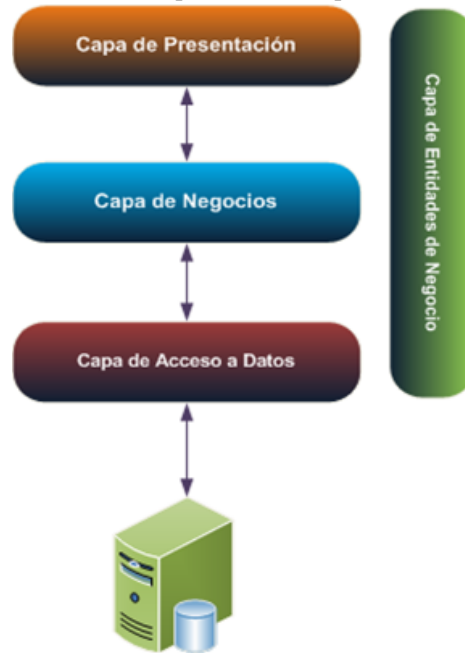 Capa de Presentación
Capa de Negocios
Capa de Acceso a Datos
Capa de Entidades de Negocio